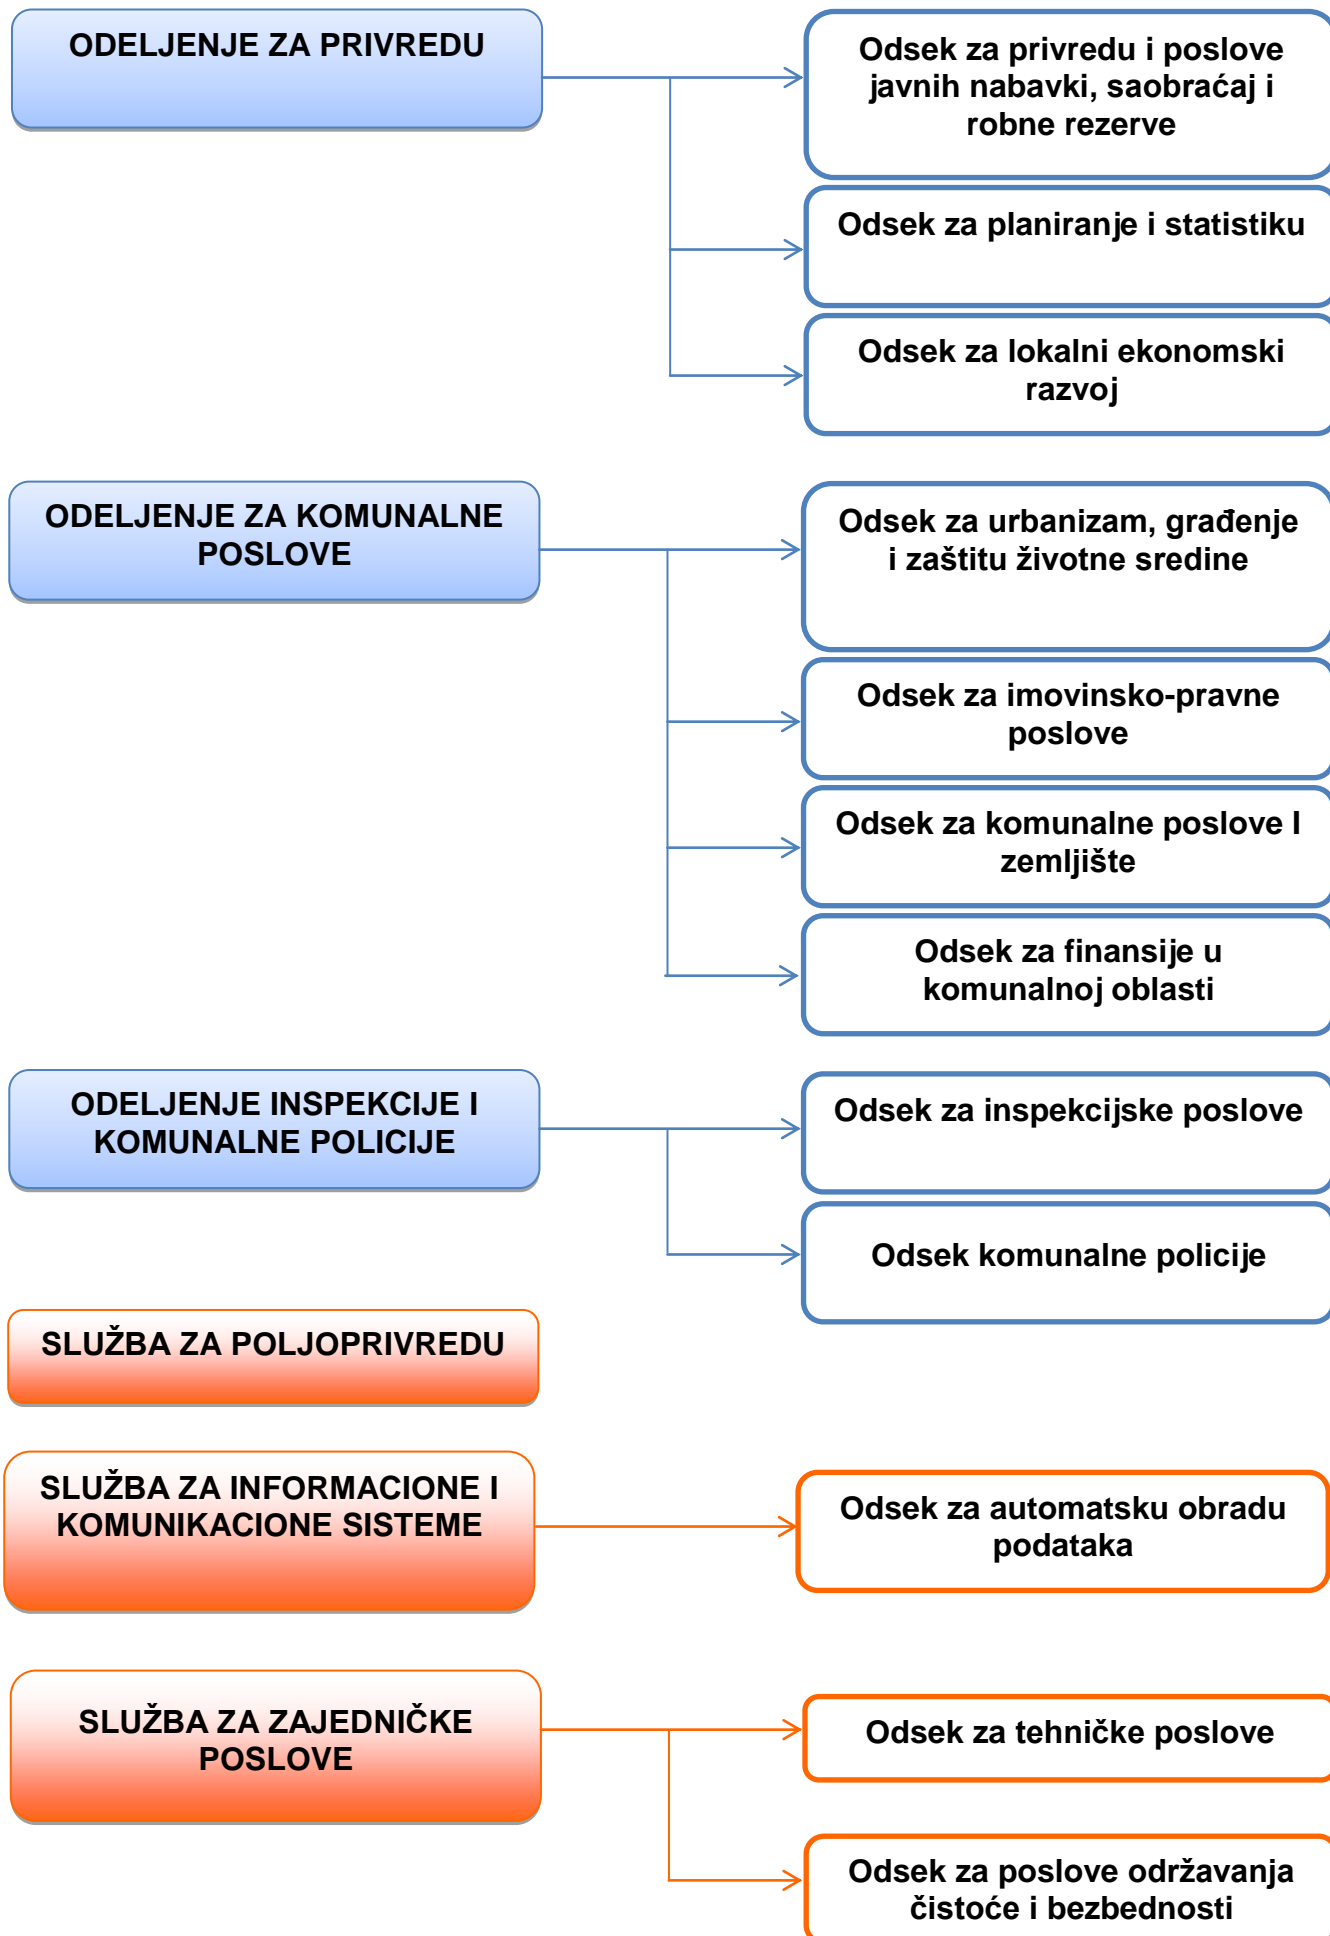 ODELJENJE ZA PRIVREDU
Odsek za privredu i poslove
javnih nabavki, saobraćaj i
robne rezerve
Odsek za planiranje i statistiku
Odsek za lokalni ekonomski
razvoj
ODELJENJE ZA KOMUNALNE
POSLOVE
Odsek za urbanizam, građenje
i zaštitu životne sredine
Odsek za imovinsko-pravne
poslove
Odsek za komunalne poslove I
zemljište
Odsek za finansije u
komunalnoj oblasti
ODELJENJE INSPEKCIJE I
KOMUNALNE POLICIJE
Odsek za inspekcijske poslove
Odsek komunalne policije
SLUŽBA ZA POLJOPRIVREDU
SLUŽBA ZA INFORMACIONE I
KOMUNIKACIONE SISTEME
Odsek za automatsku obradu
podataka
SLUŽBA ZA ZAJEDNIČKE
POSLOVE
Odsek za tehničke poslove
Odsek za poslove održavanja
čistoće i bezbednosti